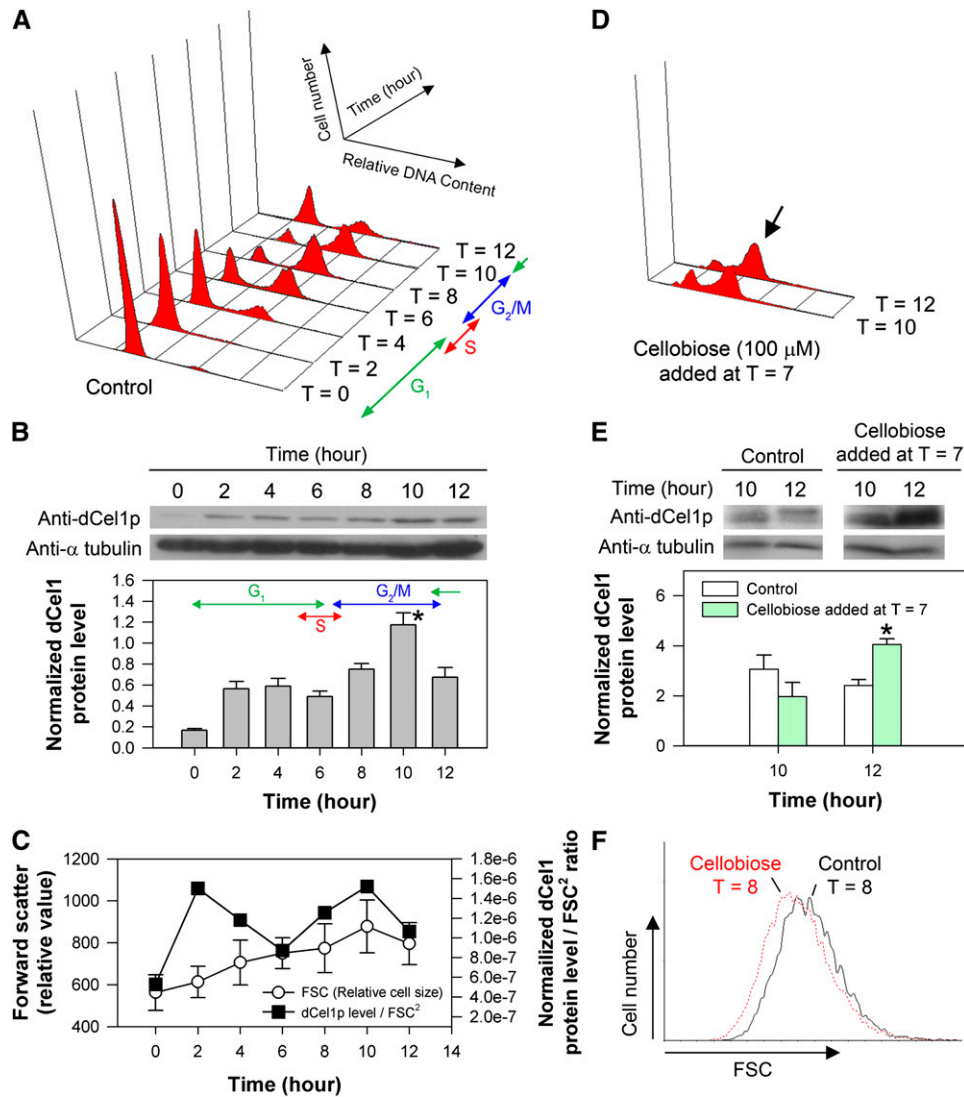 A
Cell number
Time (hour)
Relative DNA Content
T = 12
T = 10
T = 8
T = 6
T = 4
T = 2
T = 0
G₂/M
S
G₁
Control
B
Time (hour)
0 2 4 6 8 10 12
Anti-dCel1p
Anti-α tubulin
Normalized dCel1
protein level
1.6
1.4
1.2
1.0
0.8
0.6
0.4
0.2
0.0
G₁
S
G₂/M
*
0 2 4 6 8 10 12
Time (hour)
C
Forward scatter
(relative value)
1200
1000
800
600
400
FSC (Relative cell size)
dCel1p level / FSC²
1.8e-6
1.6e-6
1.4e-6
1.2e-6
1.0e-6
8.0e-7
6.0e-7
4.0e-7
2.0e-7
Normalized dCel1
protein level / FSC² ratio
0 2 4 6 8 10 12 14
Time (hour)
D
T = 12
T = 10
Cellobiose (100 µM)
added at T = 7
E
Control
Cellobiose
added at T = 7
Time (hour) 10 12 10 12
Anti-dCel1p
Anti-α tubulin
Normalized dCel1
protein level
6
4
2
0
Control
Cellobiose added at T = 7
*
10 12
Time (hour)
F
Cellobiose
T = 8
Control
T = 8
Cell number
FSC